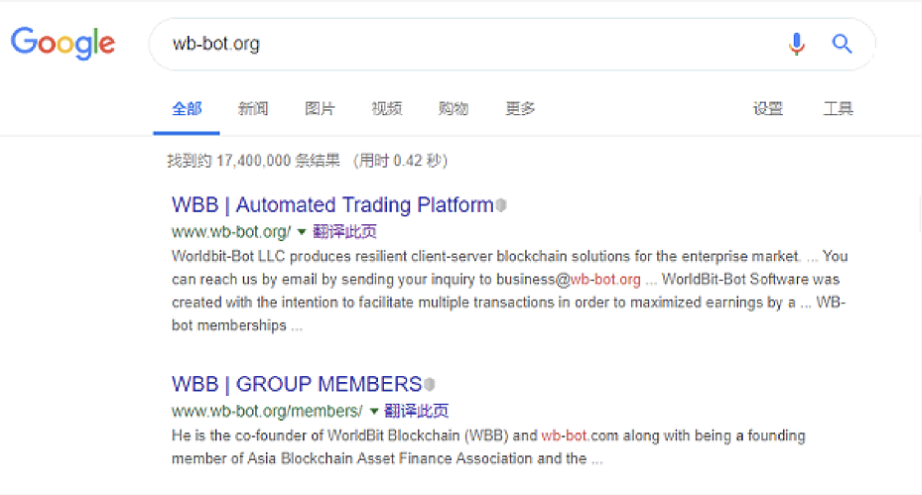 Google
wb-bot.org
全部 新闻 图片 视频 购物 更多 设置 工具
找到约 17,400,000 条结果 （用时 0.42 秒）
WBB | Automated Trading Platform
www.wb-bot.org/ 翻译此页
Worldbit-Bot LLC produces resilient client-server blockchain solutions for the enterprise market. ... You
can reach us by email by sending your inquiry to business@wb-bot.org ... WorldBit-Bot Software was
created with the intention to facilitate multiple transactions in order to maximized earnings by a ... WB-
bot memberships ...
WBB | GROUP MEMBERS
www.wb-bot.org/members/ 翻译此页
He is the co-founder of WorldBit Blockchain (WBB) and wb-bot.com along with being a founding
member of Asia Blockchain Asset Finance Association and the ...